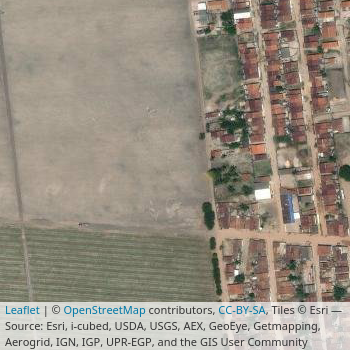 Leaflet | © OpenStreetMap contributors, CC-BY-SA, Tiles © Esri —
Source: Esri, i-cubed, USDA, USGS, AEX, GeoEye, Getmapping,
Aerogrid, IGN, IGP, UPR-EGP, and the GIS User Community